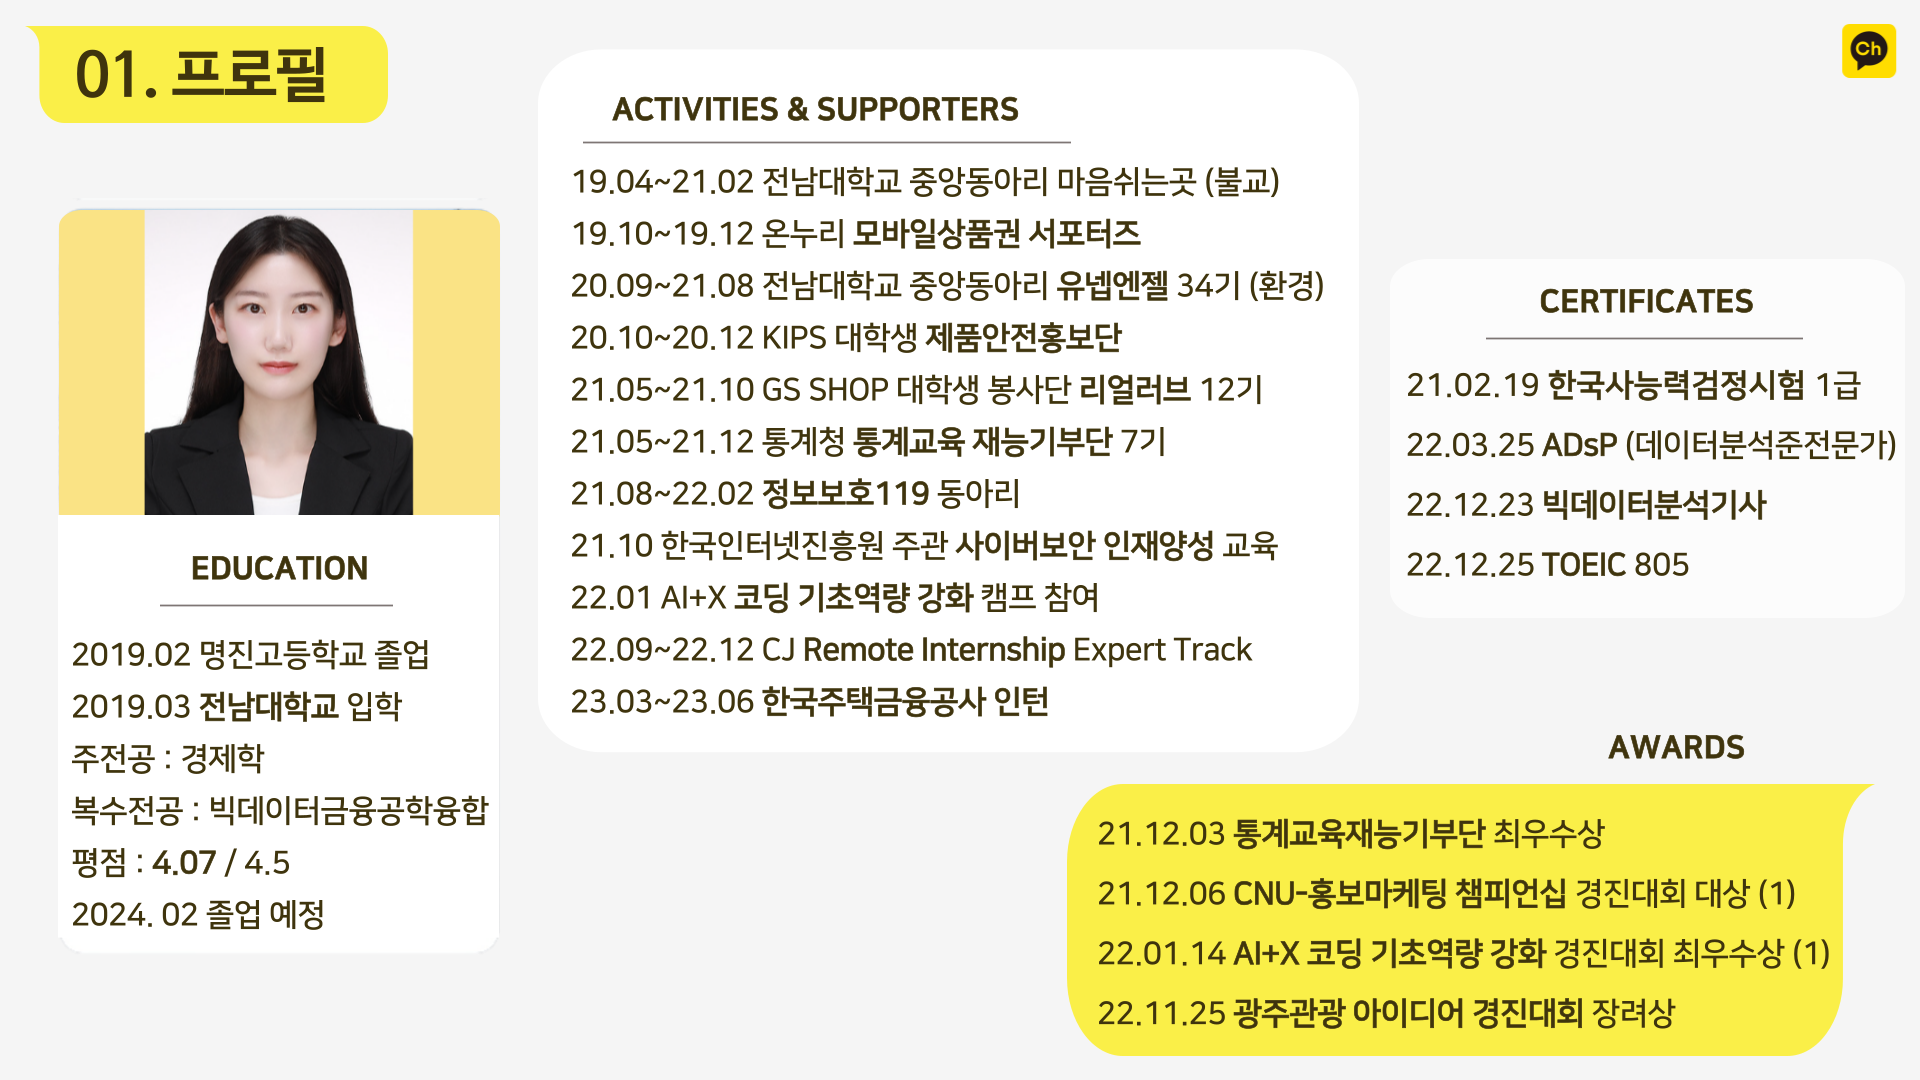 01. 프로필
Ch
EDUCATION
2019.02 명진고등학교 졸업
2019.03 전남대학교 입학
주전공 : 경제학
복수전공 : 빅데이터금융공학융합
평점 : 4.07 / 4.5
2024. 02 졸업 예정
ACTIVITIES & SUPPORTERS
19.04~21.02 전남대학교 중앙동아리 마음쉬는곳 (불교)
19.10~19.12 온누리 모바일상품권 서포터즈
20.09~21.08 전남대학교 중앙동아리 유넵엔젤 34기 (환경)
20.10~20.12 KIPS 대학생 제품안전홍보단
21.05~21.10 GS SHOP 대학생 봉사단 리얼러브 12기
21.05~21.12 통계청 통계교육 재능기부단 7기
21.08~22.02 정보보호119 동아리
21.10 한국인터넷진흥원 주관 사이버보안 인재양성 교육
22.01 AI+X 코딩 기초역량 강화 캠프 참여
22.09~22.12 CJ Remote Internship Expert Track
23.03~23.06 한국주택금융공사 인턴
CERTIFICATES
21.02.19 한국사능력검정시험 1급
22.03.25 ADsP (데이터분석준전문가)
22.12.23 빅데이터분석기사
22.12.25 TOEIC 805
AWARDS
21.12.03 통계교육재능기부단 최우수상
21.12.06 CNU-홍보마케팅 챔피언십 경진대회 대상 (1)
22.01.14 AI+X 코딩 기초역량 강화 경진대회 최우수상 (1)
22.11.25 광주관광 아이디어 경진대회 장려상